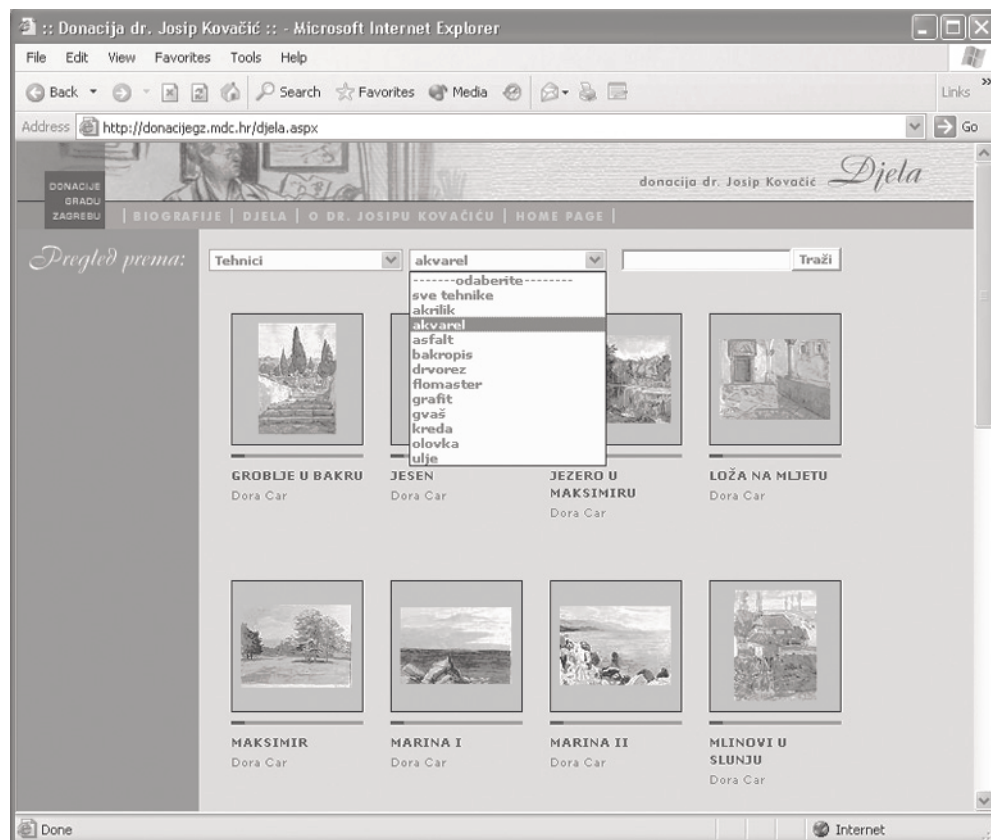 :: Donacija dr. Josip Kovačić :: - Microsoft Internet Explorer
File Edit View Favorites Tools Help
Back Search Favorites Media Links
Address http://donacijegz.mdc.hr/djela.aspx Go
DONACIJE
GRADU
ZAGREBU
donacija dr. Josip Kovačić Djela
| BIOGRAFIJE | DJELA | O DR. JOSIPU KOVAČIĆU | HOME PAGE |
Pregled prema:
Tehnici akvarel Traži
-------odaberite--------
sve tehnike
akrilik
akvarel
asfalt
bakropis
drvorez
flomaster
grafit
gvaš
kreda
olovka
ulje
GROBLJE U BAKRU
Dora Car
JESEN
Dora Car
JEZERO U
MAKSIMIRU
Dora Car
LOŽA NA MLJETU
Dora Car
MAKSIMIR
Dora Car
MARINA I
Dora Car
MARINA II
Dora Car
MLINOVI U
SLUNJU
Dora Car
Done Internet